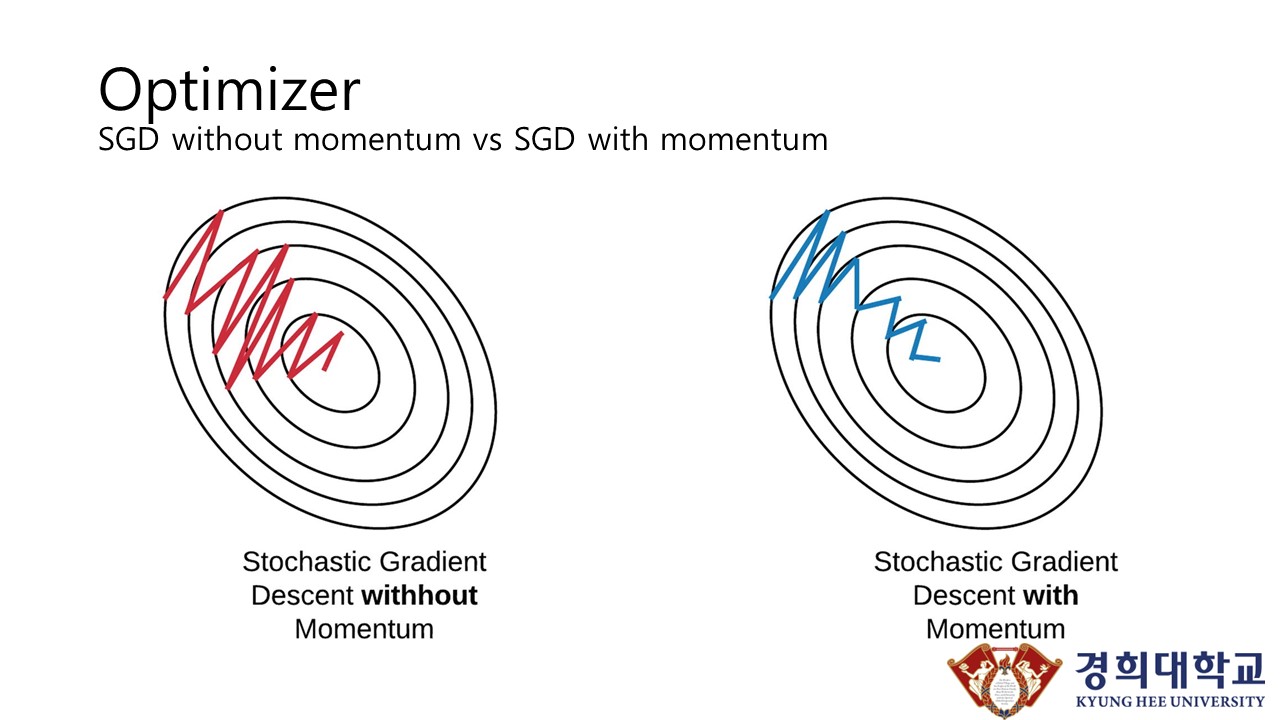 Optimizer
SGD without momentum vs SGD with momentum
Stochastic Gradient
Descent withhout
Momentum
Stochastic Gradient
Descent with
Momentum
경희대학교
KYUNG HEE UNIVERSITY